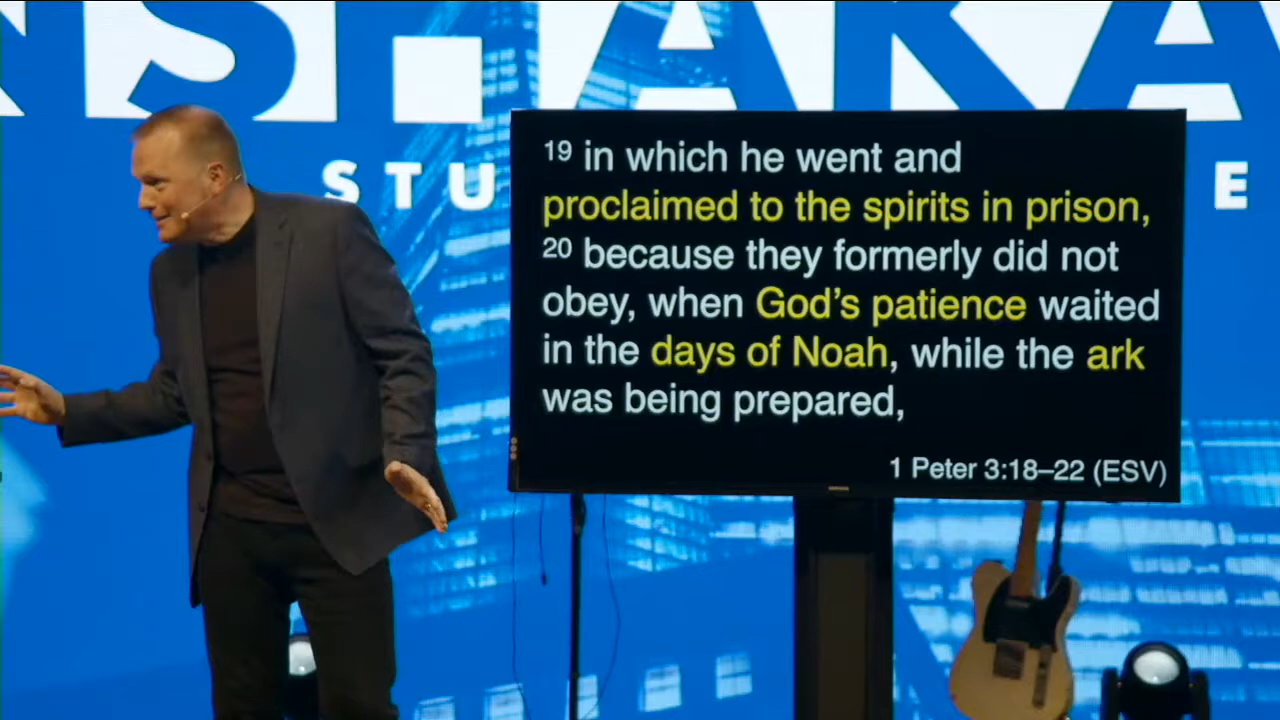 19 in which he went and
proclaimed to the spirits in prison,
20 because they formerly did not
obey, when God's patience waited
in the days of Noah, while the ark
was being prepared,
1 Peter 3:18–22 (ESV)